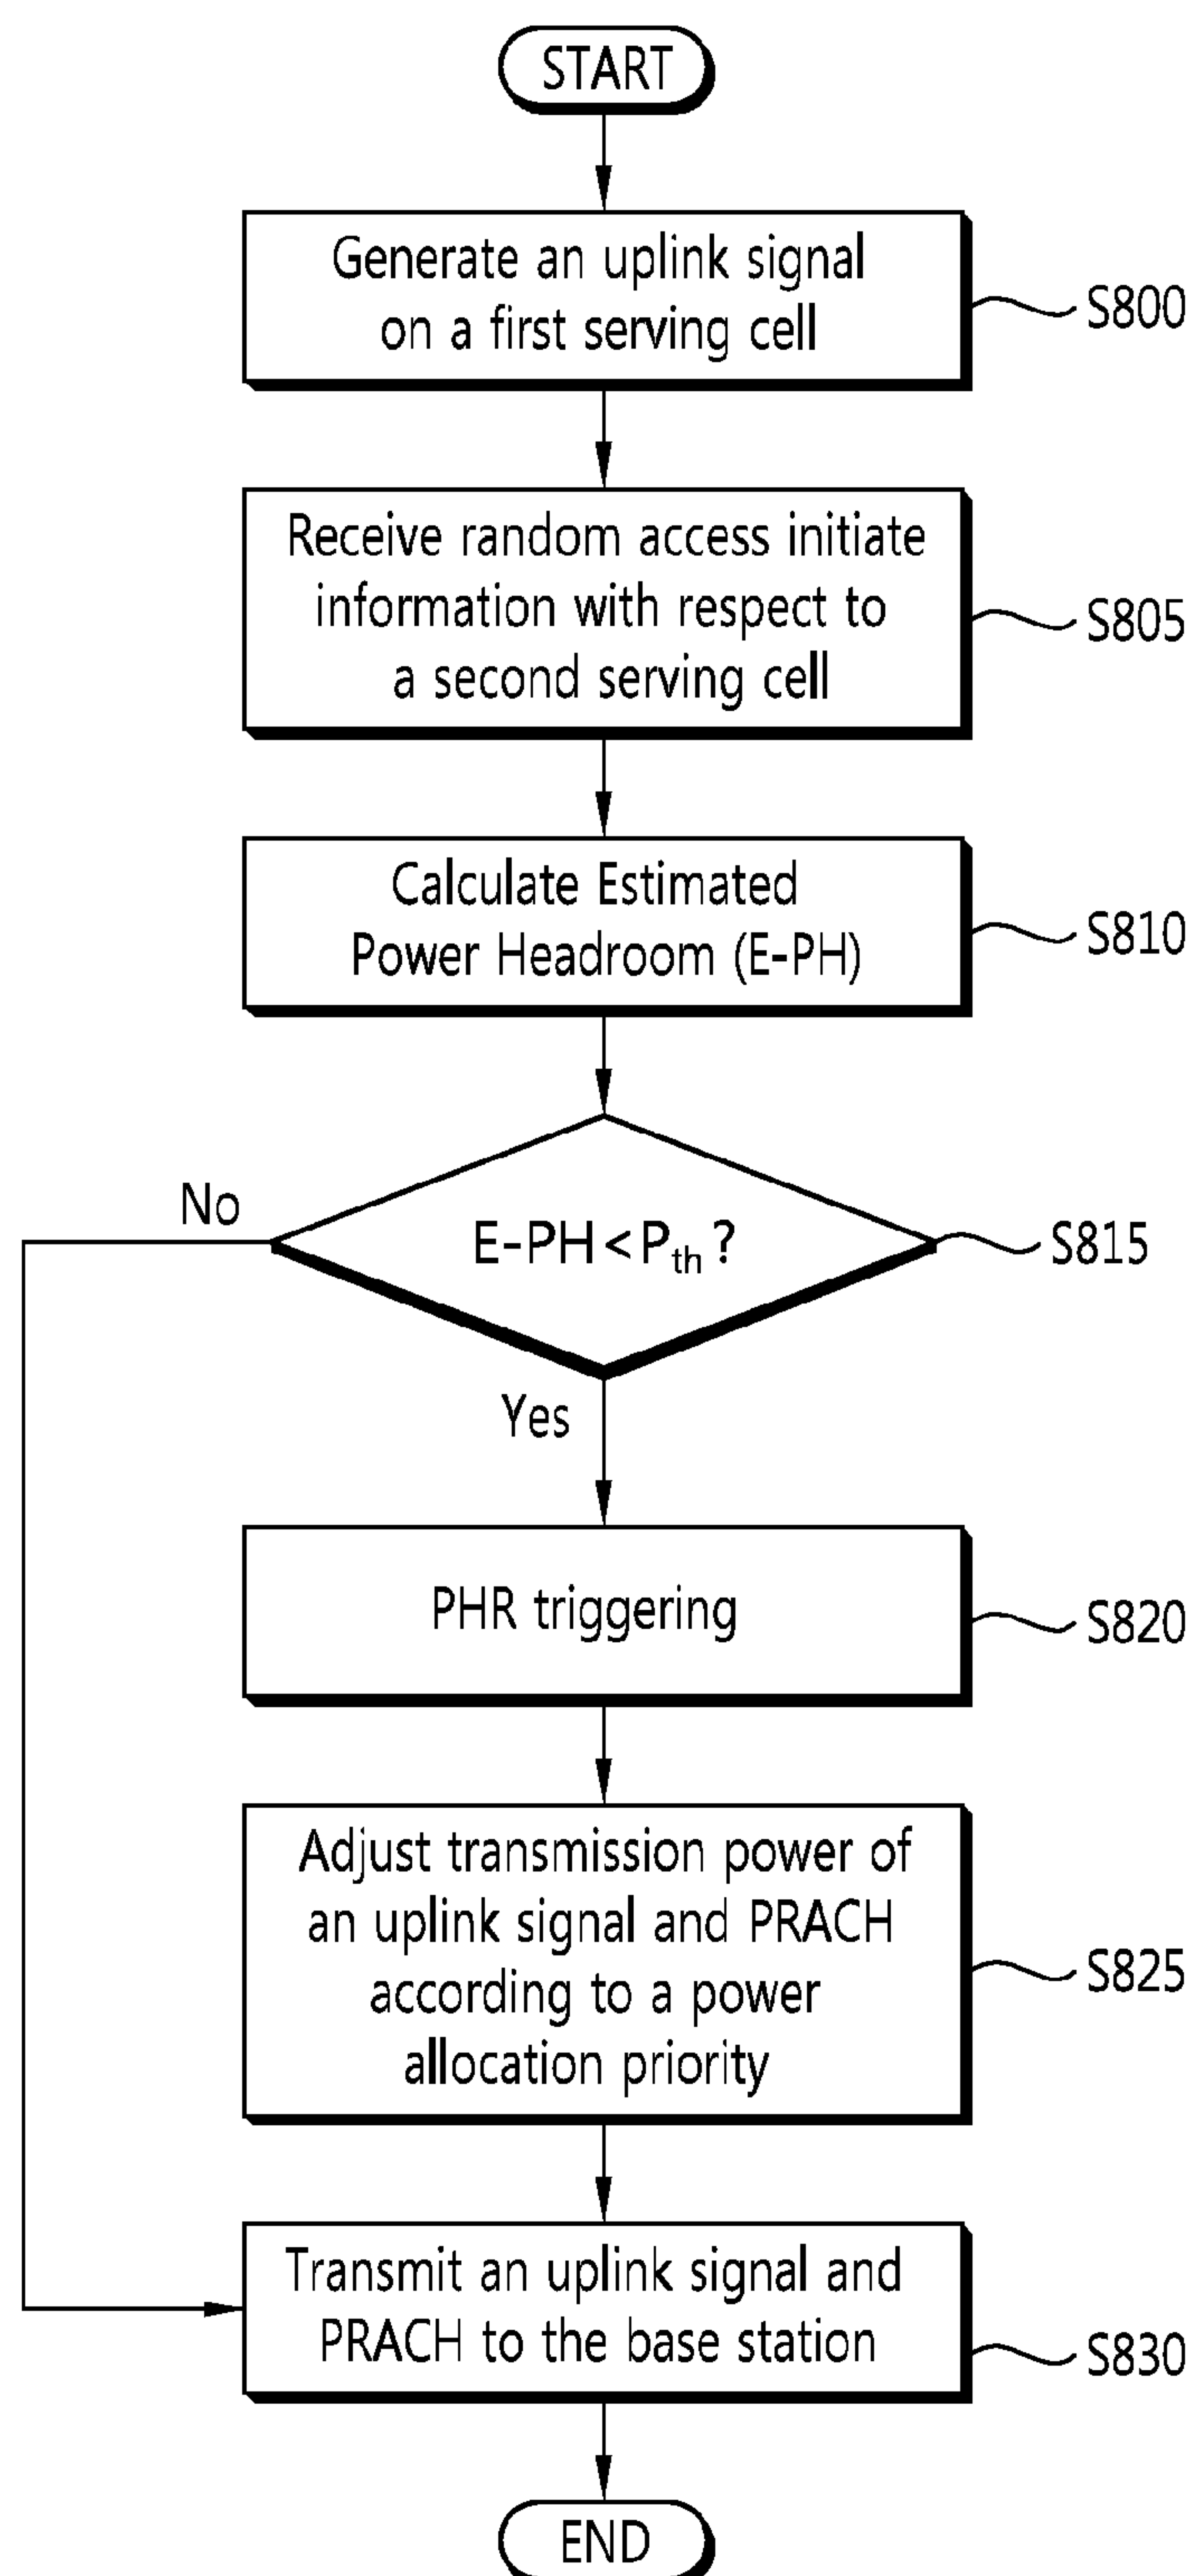 START
Generate an uplink signal
on a first serving cell
S800
Receive random access initiate
information with respect to
a second serving cell
S805
Calculate Estimated
Power Headroom (E-PH)
S810
No
E-PH<Pth ?
S815
Yes
PHR triggering
S820
Adjust transmission power of
an uplink signal and PRACH
according to a power
allocation priority
S825
Transmit an uplink signal and
PRACH to the base station
S830
END